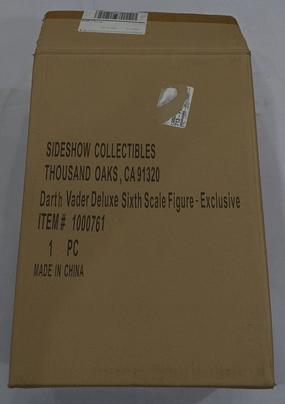 SIDESHOW COLLECTIBLES
THOUSAND OAKS, CA 91320
Darth Vader Deluxe Sixth Scale Figure - Exclusive
ITEM# 1000761
1 PC
MADE IN CHINA